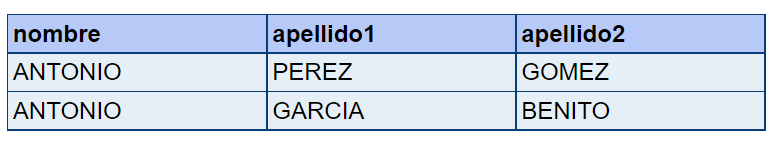 nombre apellido1 apellido2
ANTONIO PEREZ GOMEZ
ANTONIO GARCIA BENITO